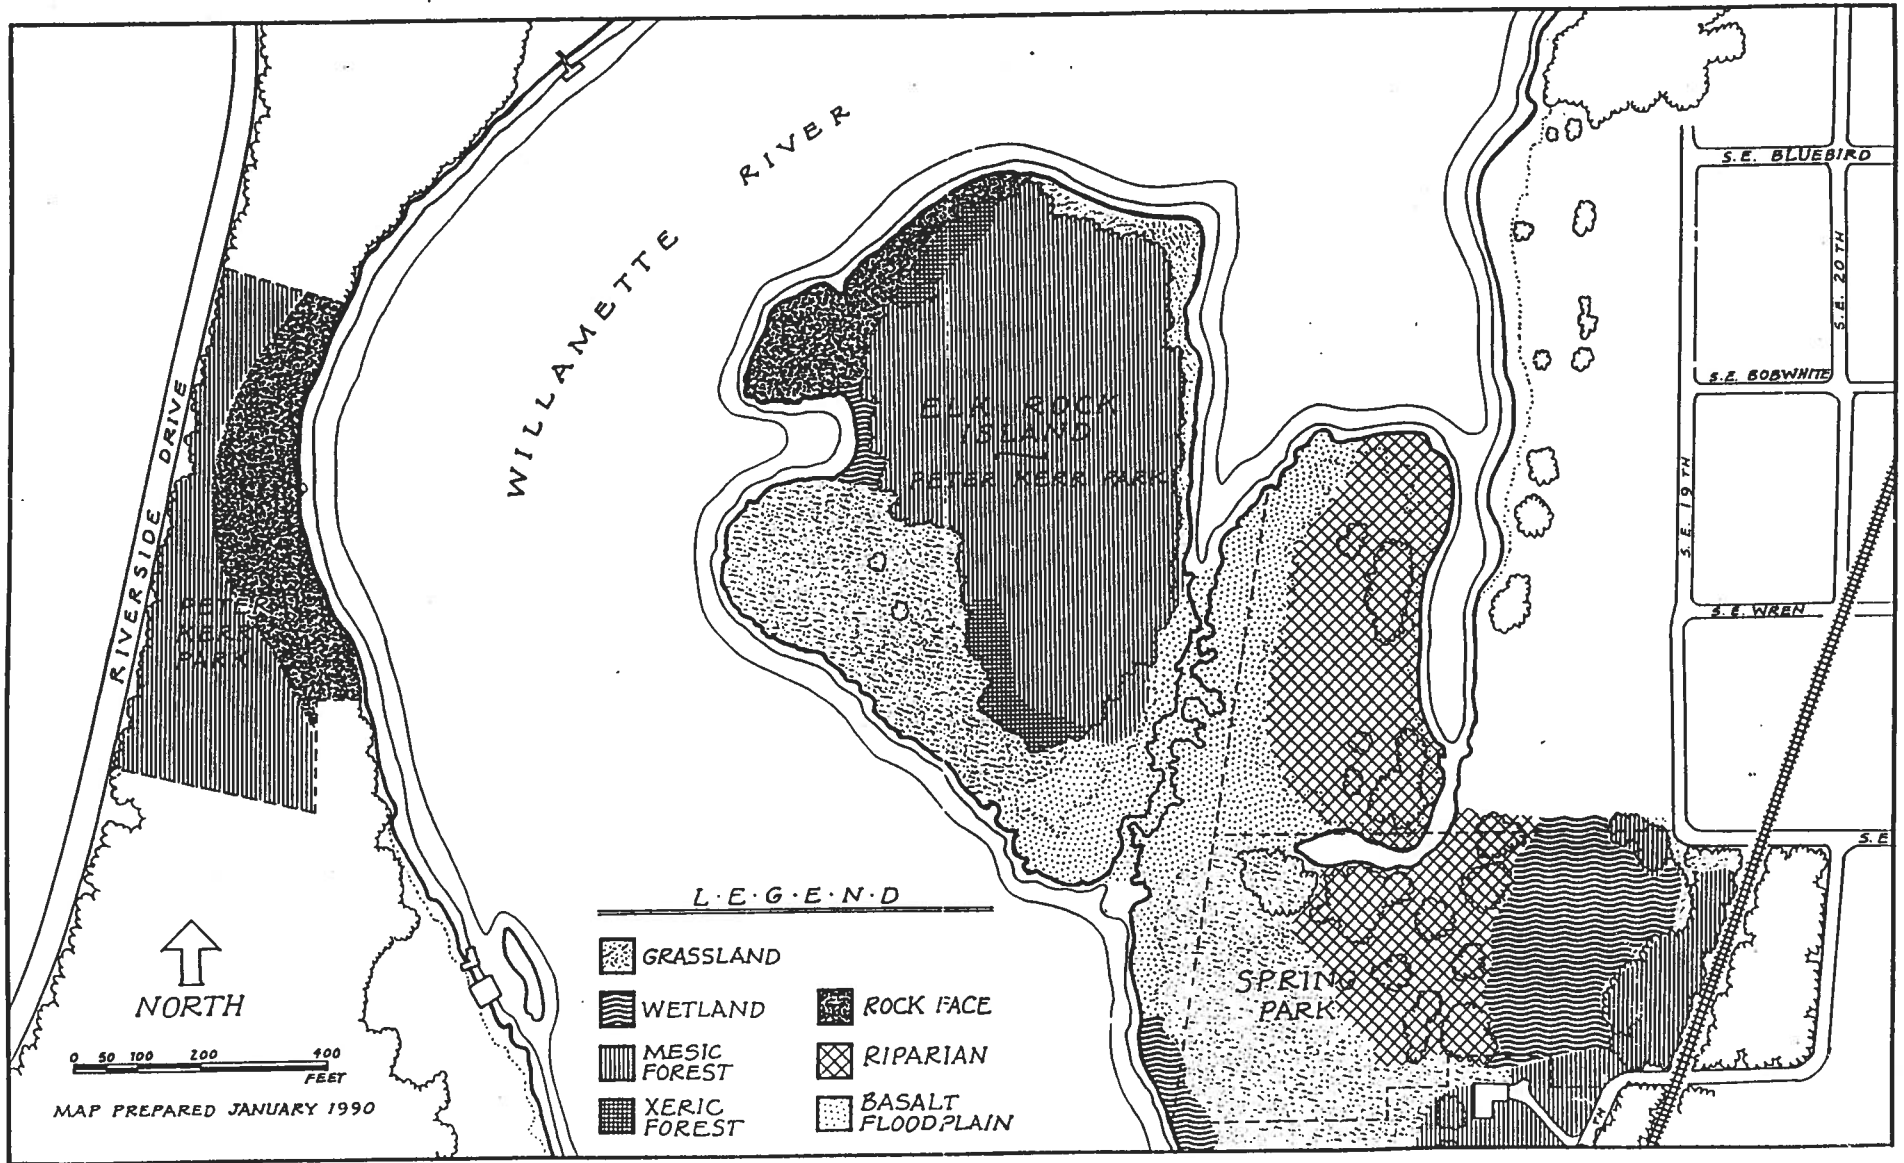 WILLAMETTE RIVER
S.E. BLUEBIRD
S.E. 20TH
S.E. BOBWHITE
S.E. 19TH
S.E. WREN
S.E
RIVERSIDE DRIVE
PETER
KERR
PARK
ELK ROCK
ISLAND
PETER KERR PARK
SPRING
PARK
TH
L·E·G·E·N·D
GRASSLAND
WETLAND
MESIC
FOREST
XERIC
FOREST
ROCK FACE
RIPARIAN
BASALT
FLOODPLAIN
NORTH
0 50 100 200 400
FEET
MAP PREPARED JANUARY 1990